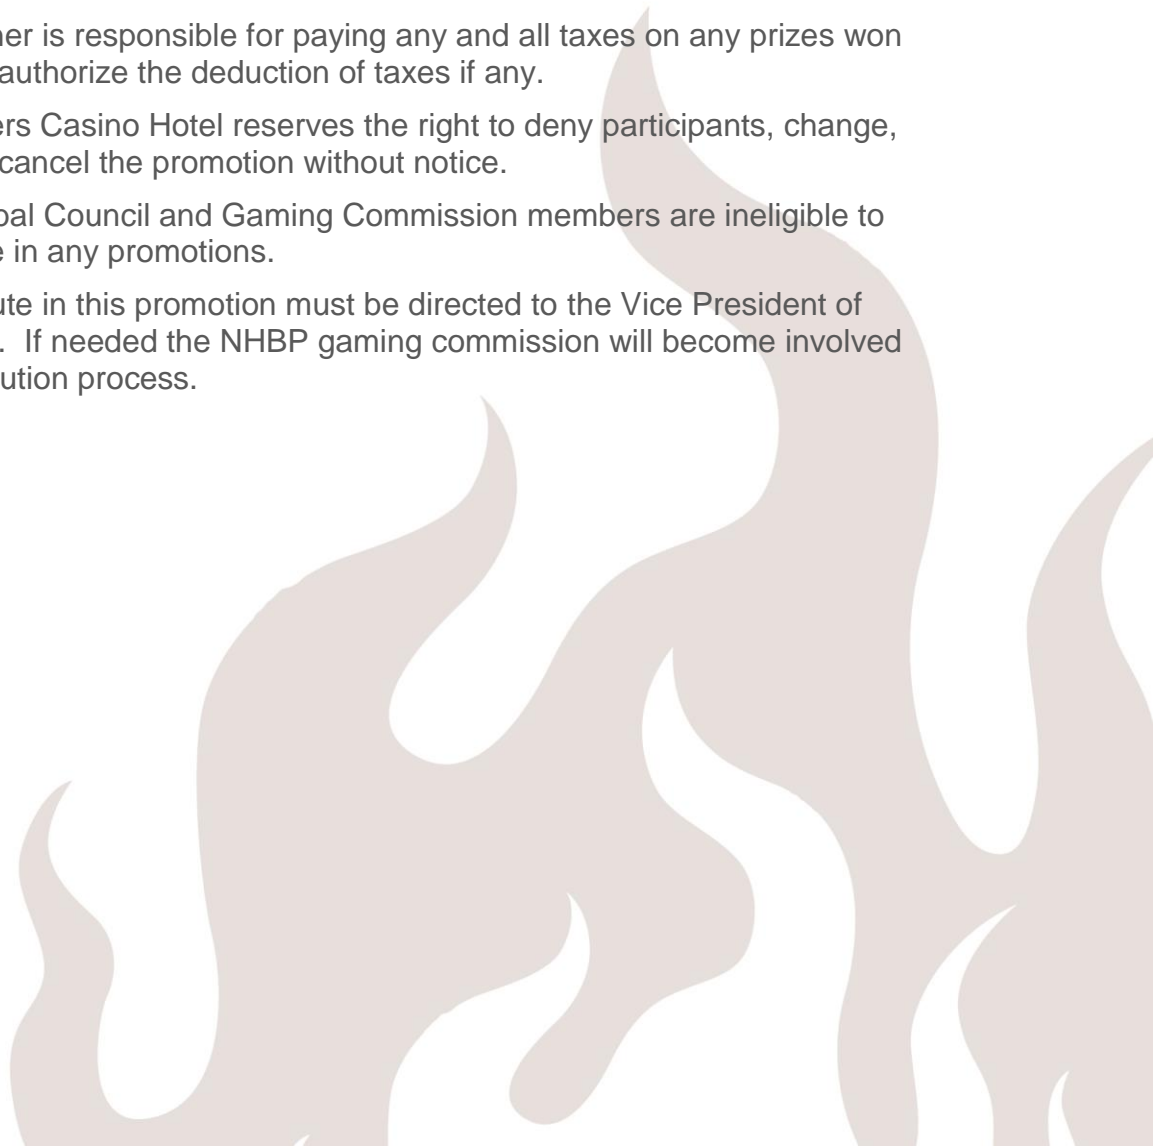 ner is responsible for paying any and all taxes on any prizes won
authorize the deduction of taxes if any.
ers Casino Hotel reserves the right to deny participants, change,
cancel the promotion without notice.
bal Council and Gaming Commission members are ineligible to
e in any promotions.
ute in this promotion must be directed to the Vice President of
. If needed the NHBP gaming commission will become involved
ution process.